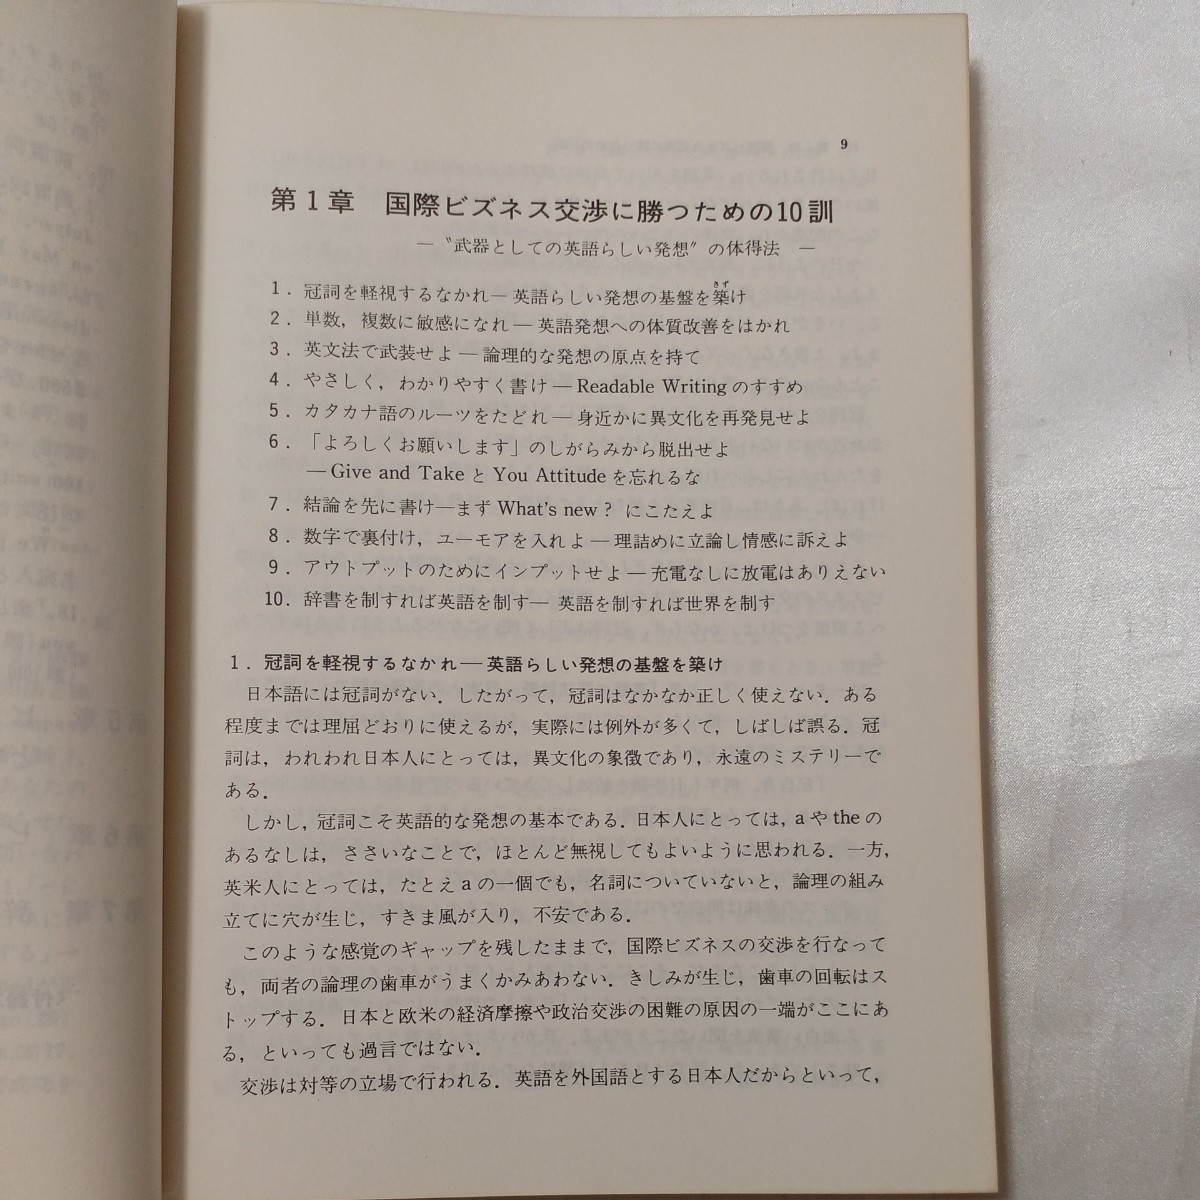 9
第1章　国際ビズネス交渉に勝つための10訓
―〝武器としての英語らしい発想〟の体得法　―
1. 冠詞を軽視するなかれ―英語らしい発想の基盤を築け
きず
2. 単数，複数に敏感になれ―英語発想への体質改善をはかれ
3. 英文法で武装せよ―論理的な発想の原点を持て
4. やさしく，わかりやすく書け―Readable Writing のすすめ
5. カタカナ語のルーツをたどれ―身近かに異文化を再発見せよ
6. 「よろしくお願いします」のしがらみから脱出せよ
―Give and Take と You Attitude を忘れるな
7. 結論を先に書け―まず What's new？ にこたえよ
8. 数字で裏付け，ユーモアを入れよ―理詰めに立論し情感に訴えよ
9. アウトプットのためにインプットせよ―充電なしに放電はありえない
10. 辞書を制すれば英語を制す―英語を制すれば世界を制す
1. 冠詞を軽視するなかれ―英語らしい発想の基盤を築け
日本語には冠詞がない．したがって，冠詞はなかなか正しく使えない．ある
程度までは理屈どおりに使えるが，実際には例外が多くて，しばしば誤る．冠
詞は，われわれ日本人にとっては，異文化の象徴であり，永遠のミステリーで
ある．
しかし，冠詞こそ英語的な発想の基本である．日本人にとっては，a や the の
あるなしは，ささいなことで，ほとんど無視してもよいように思われる．一方，
英米人にとっては，たとえ a の一個でも，名詞についていないと，論理の組み
立てに穴が生じ，すきま風が入り，不安である．
このような感覚のギャップを残したままで，国際ビズネスの交渉を行なって
も，両者の論理の歯車がうまくかみあわない．きしみが生じ，歯車の回転はス
トップする．日本と欧米の経済摩擦や政治交渉の困難の原因の一端がここにあ
る，といっても過言ではない．
交渉は対等の立場で行われる．英語を外国語とする日本人だからといって，